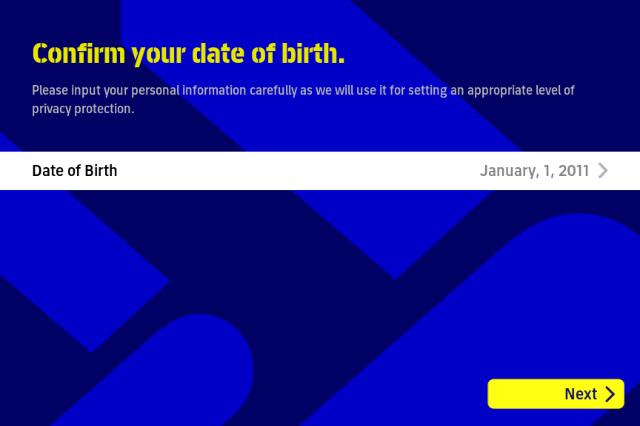 Confirm your date of birth.
Please input your personal information carefully as we will use it for setting an appropriate level of
privacy protection.
Date of Birth January, 1, 2011
Next